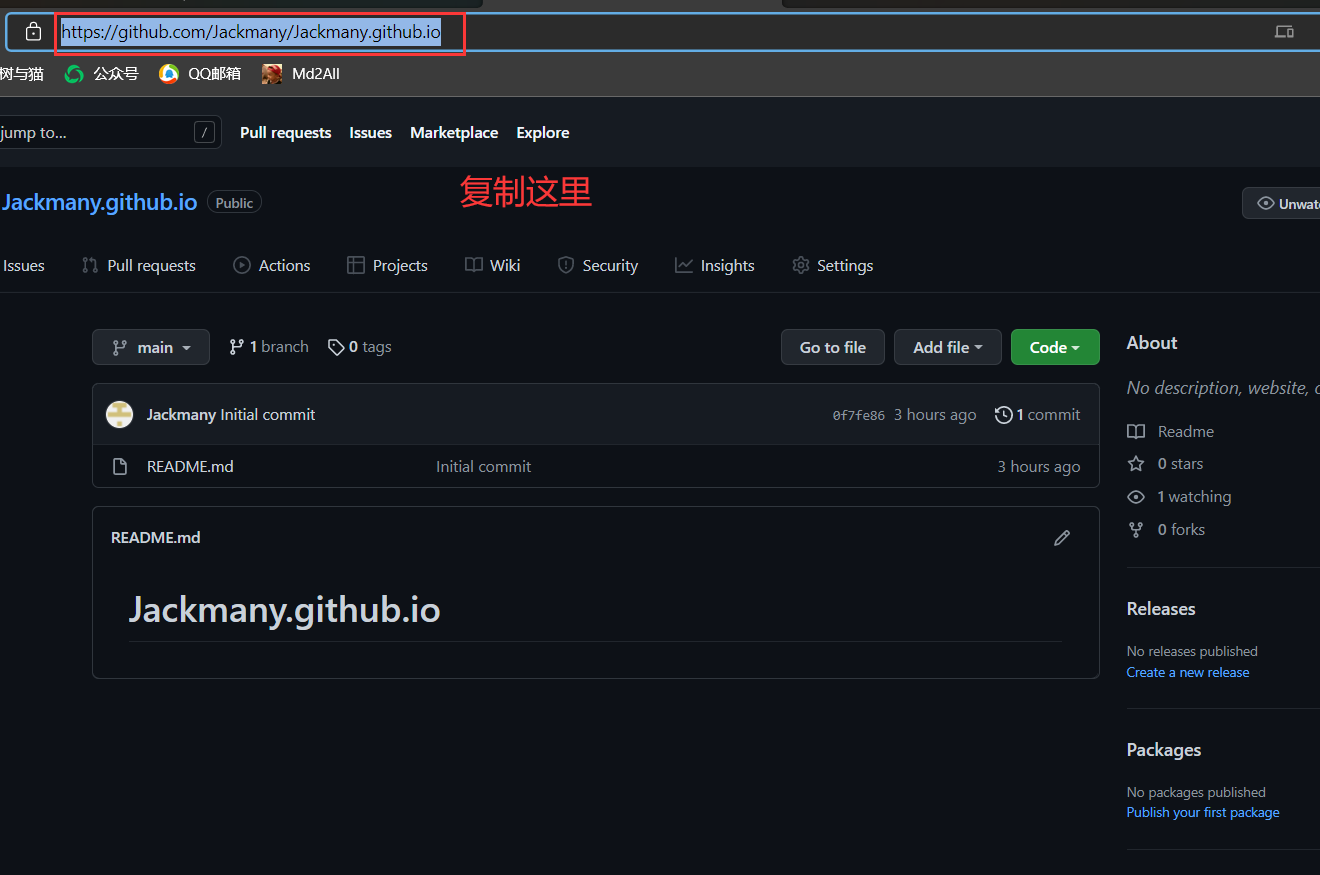 https://github.com/Jackmany/Jackmany.github.io
树与猫 公众号 QQ邮箱 Md2All
jump to... / Pull requests Issues Marketplace Explore
复制这里
Jackmany.github.io Public
Unwat
Issues Pull requests Actions Projects Wiki Security Insights Settings
main 1 branch 0 tags Go to file Add file Code
Jackmany Initial commit 0f7fe86 3 hours ago 1 commit
README.md Initial commit 3 hours ago
README.md
Jackmany.github.io
About
No description, website, o
Readme
0 stars
1 watching
0 forks
Releases
No releases published
Create a new release
Packages
No packages published
Publish your first package